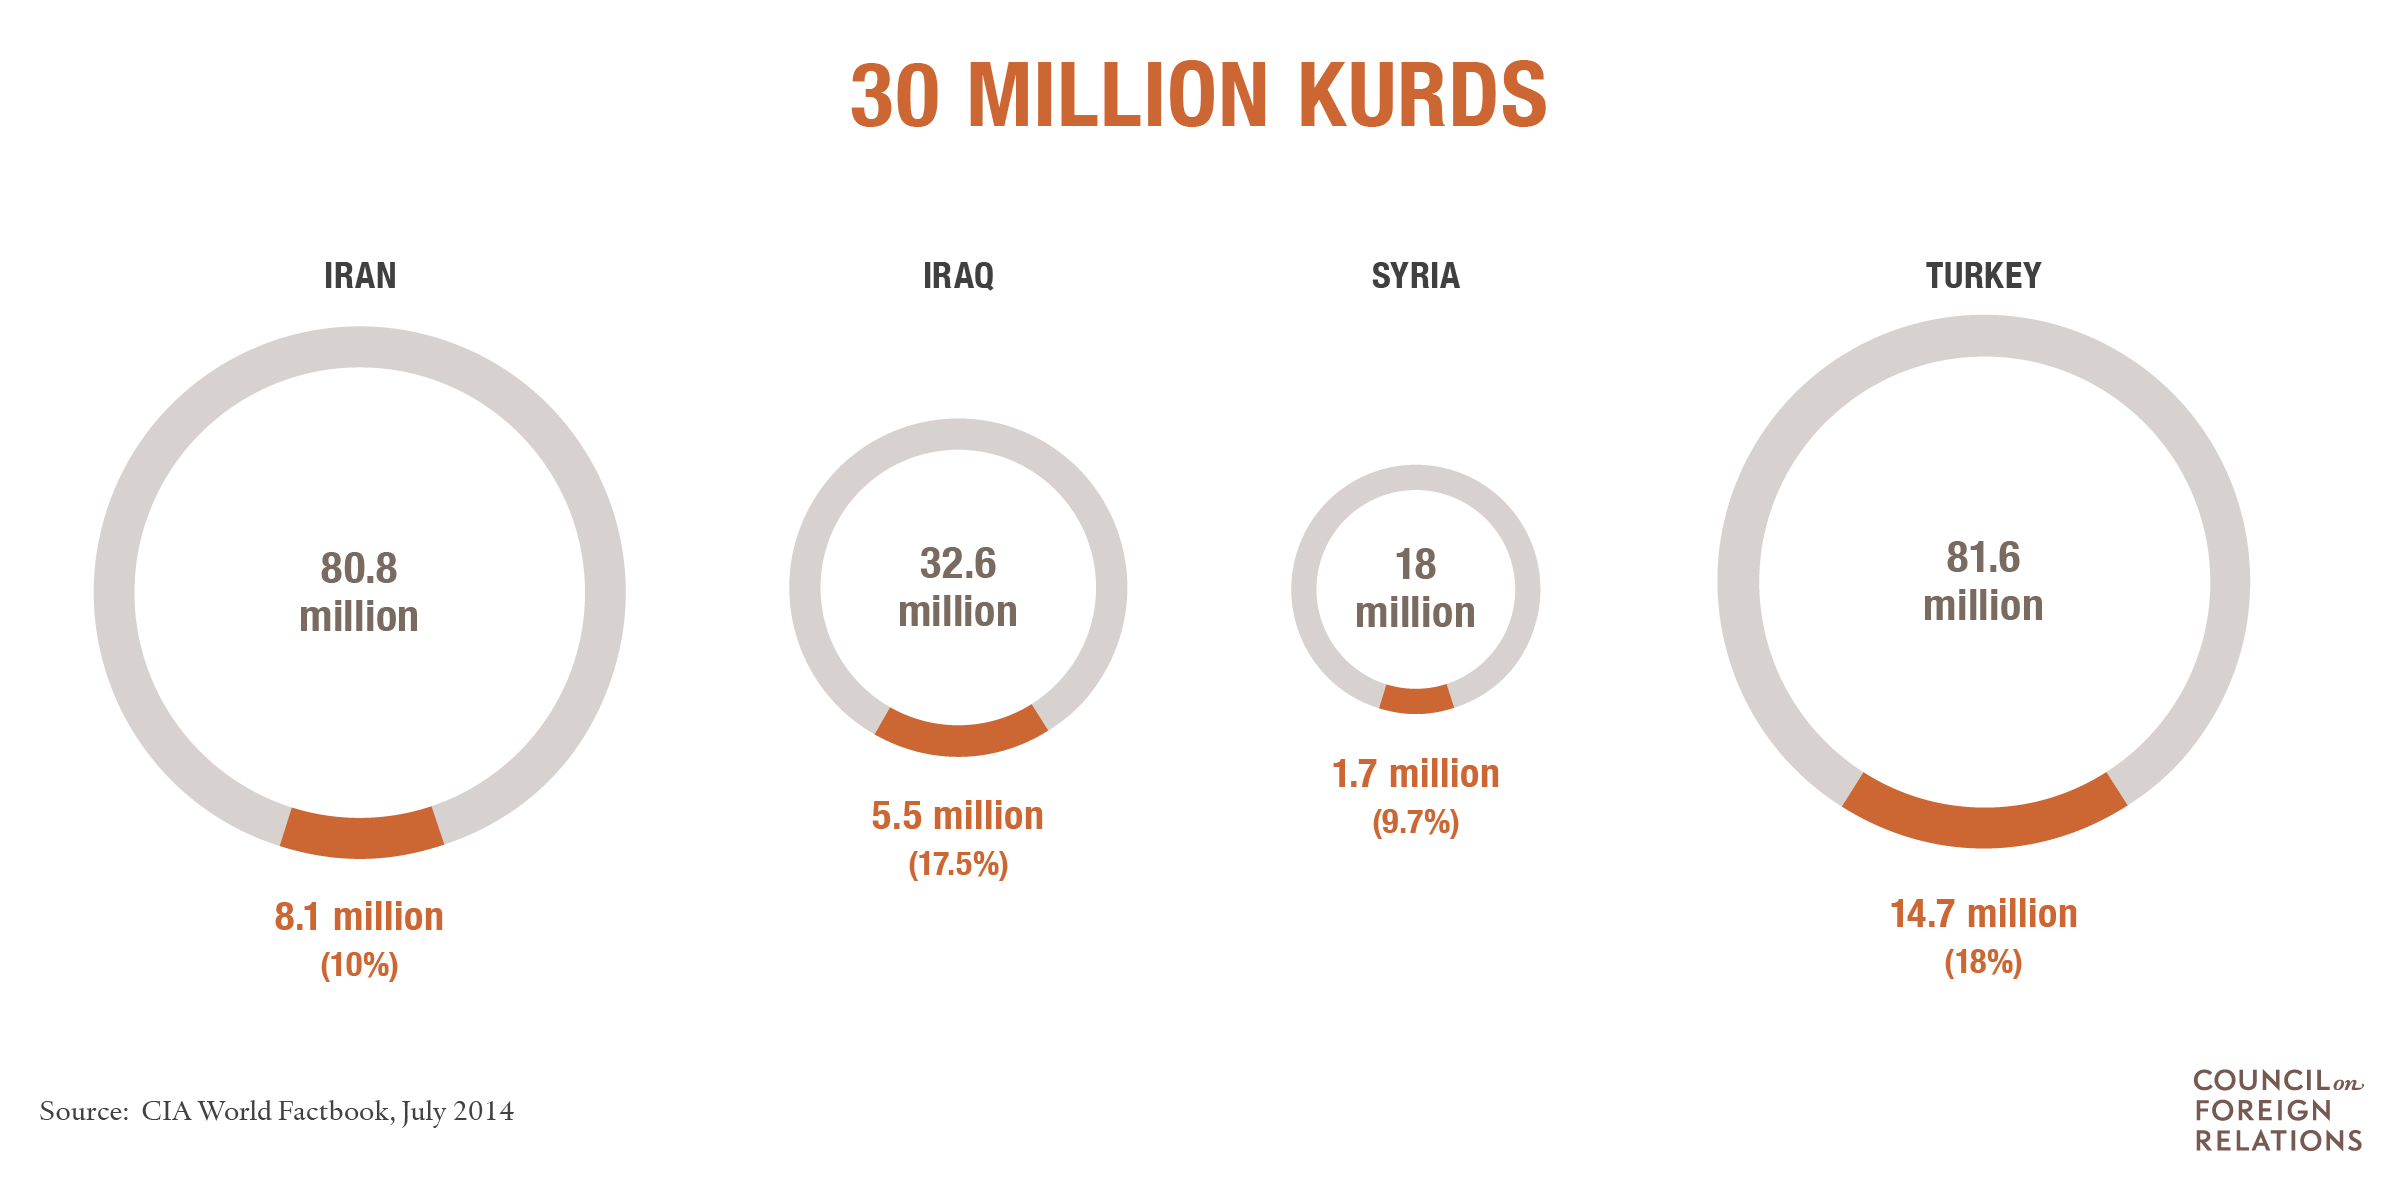 30 MILLION KURDS
IRAN
80.8
million
8.1 million
(10%)
IRAQ
32.6
million
5.5 million
(17.5%)
SYRIA
18
million
1.7 million
(9.7%)
TURKEY
81.6
million
14.7 million
(18%)
Source: CIA World Factbook, July 2014
COUNCIL on
FOREIGN
RELATIONS